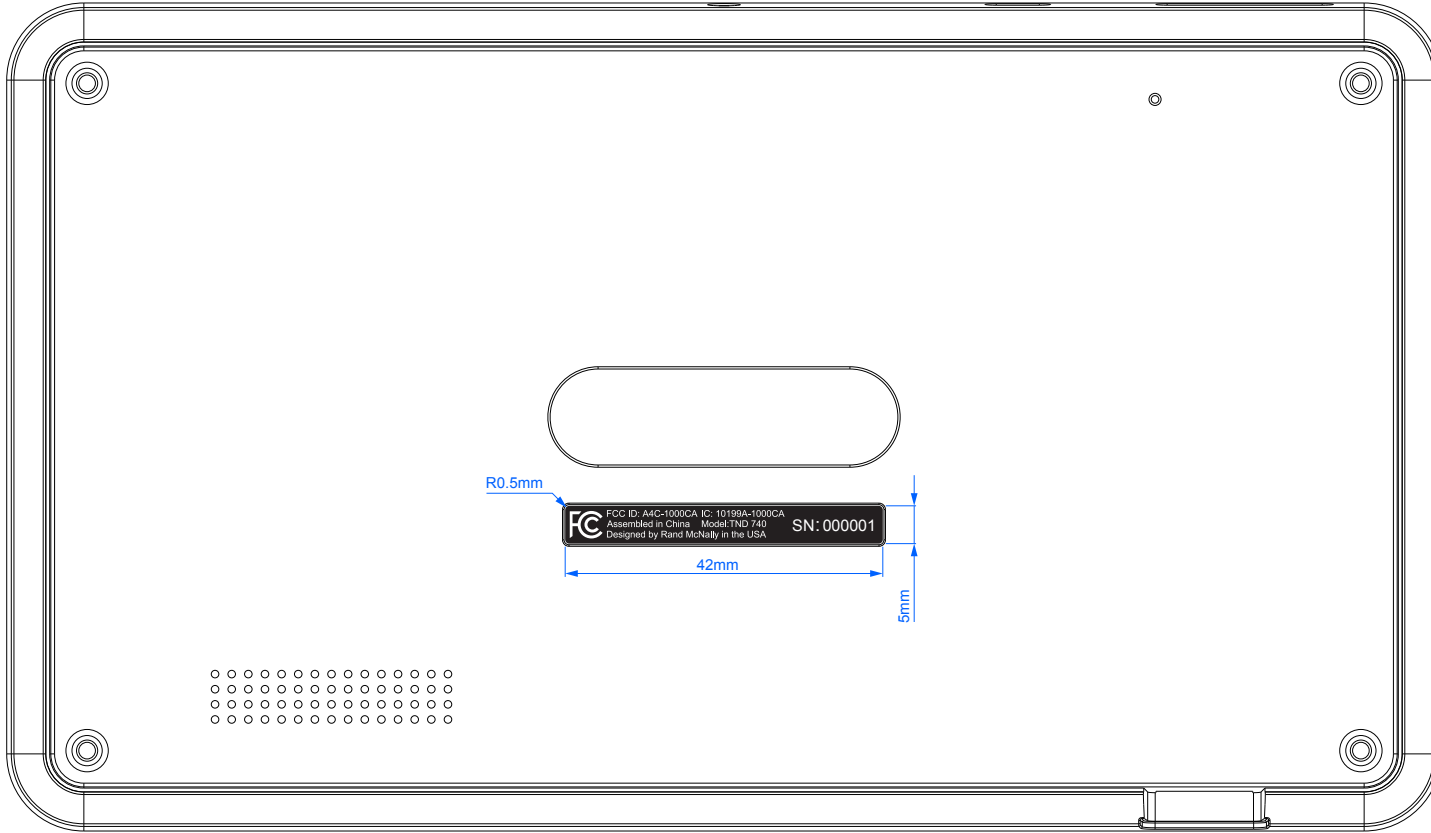 R0.5mm
FC FCC ID: A4C-1000CA IC: 10199A-1000CA
Assembled in China Model:TND 740
Designed by Rand McNally in the USA
SN: 000001
42mm
5mm